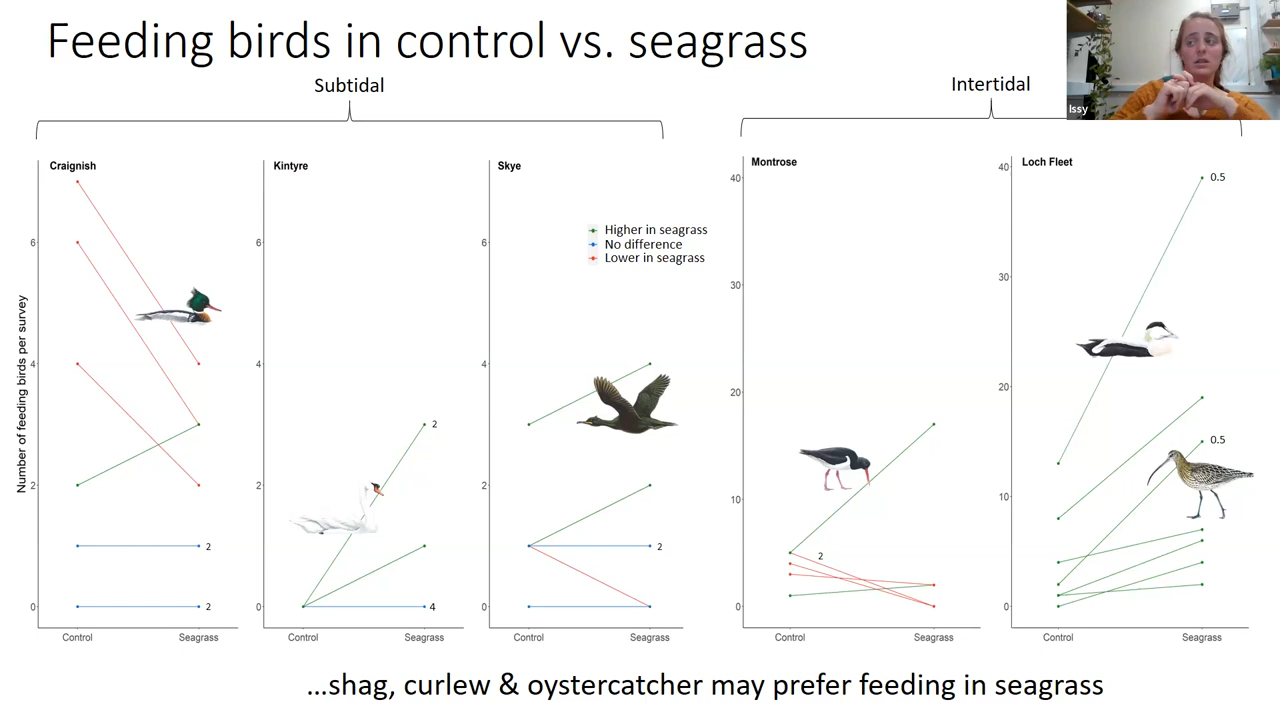 Feeding birds in control vs. seagrass
Subtidal
Intertidal
Issy
Craignish
Kintyre
Skye
Montrose
Loch Fleet
Number of feeding birds per survey
6
4
2
0
2
2
Control
Seagrass
4
2
0
2
4
Control
Seagrass
6
4
2
0
2
Control
Seagrass
Higher in seagrass
No difference
Lower in seagrass
40
30
20
10
0
2
Control
Seagrass
40
30
20
10
0
0.5
0.5
Control
Seagrass
...shag, curlew & oystercatcher may prefer feeding in seagrass